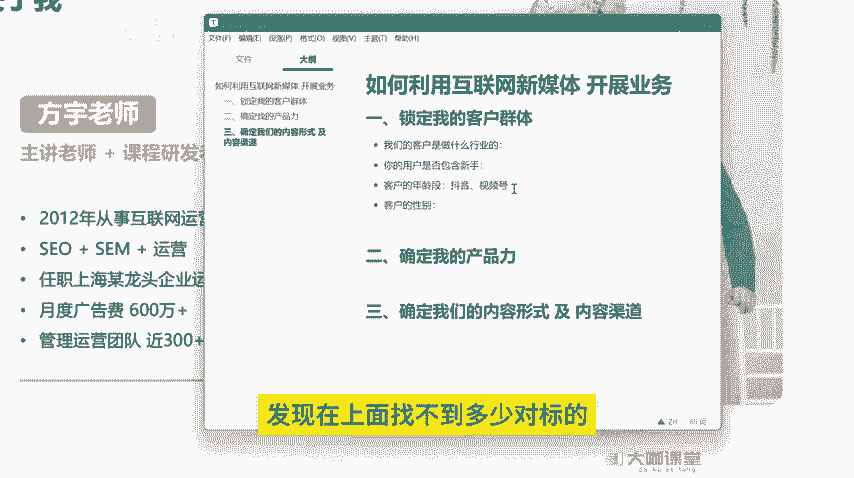 文件(F) 编辑(E) 段落(P) 格式(O) 视图(V) 主题(T) 帮助(H)
文件 大纲
如何利用互联网新媒体 开展业务
一、锁定我的客户群体
二、确定我的产品力
三、确定我们的内容形式 及
内容渠道
如何利用互联网新媒体 开展业务
一、锁定我的客户群体
我们的客户是做什么行业的:
你的用户是否包含新手:
客户的年龄段: 抖音、视频号
客户的性别:
二、确定我的产品力
三、确定我们的内容形式 及 内容渠道
ZH
方宇老师
主讲老师 + 课程研发
2012年从事互联网运营
SEO + SEM + 运营
任职上海某龙头企业运
月度广告费 600万+
管理运营团队 近300+
发现在上面找不到多少对标的
大咖课堂